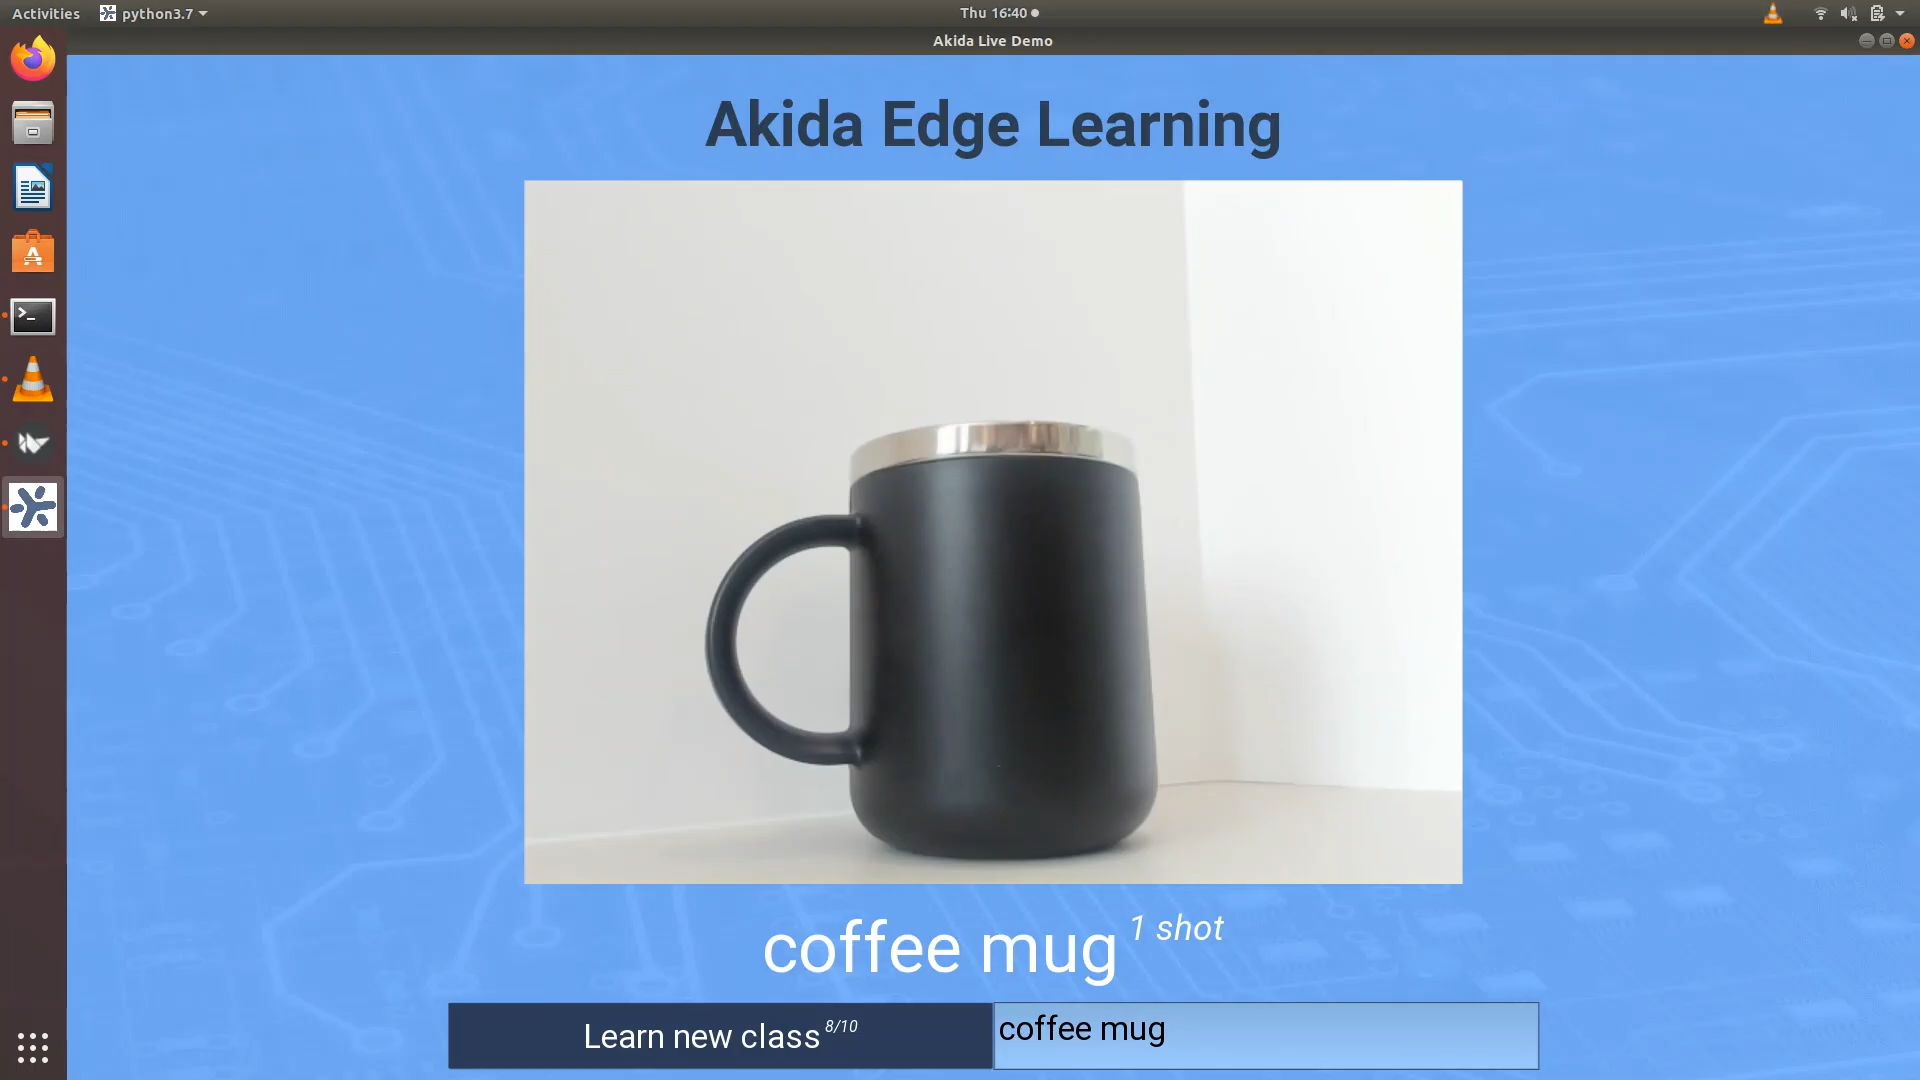 Activities
python3.7
Thu 16:40
Akida Live Demo
Akida Edge Learning
coffee mug 1 shot
Learn new class 8/10
coffee mug